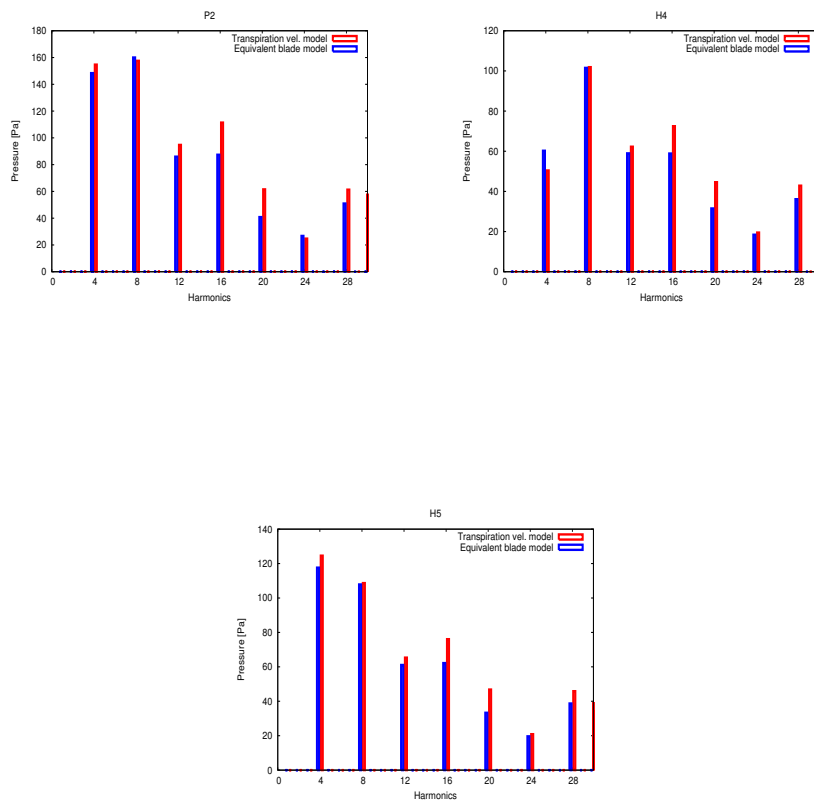 P2
Transpiration vel. model
Equivalent blade model
180
160
140
120
100
80
60
40
20
0
Pressure [Pa]
0 4 8 12 16 20 24 28
Harmonics
H4
Transpiration vel. model
Equivalent blade model
120
100
80
60
40
20
0
Pressure [Pa]
0 4 8 12 16 20 24 28
Harmonics
H5
Transpiration vel. model
Equivalent blade model
140
120
100
80
60
40
20
0
Pressure [Pa]
0 4 8 12 16 20 24 28
Harmonics